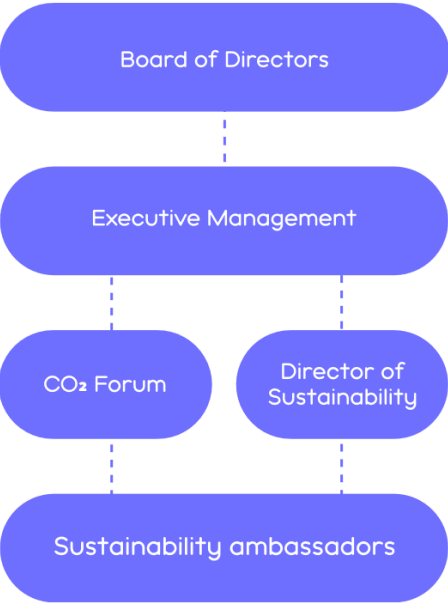 Board of Directors
Executive Management
CO₂ Forum
Director of
Sustainability
Sustainability ambassadors